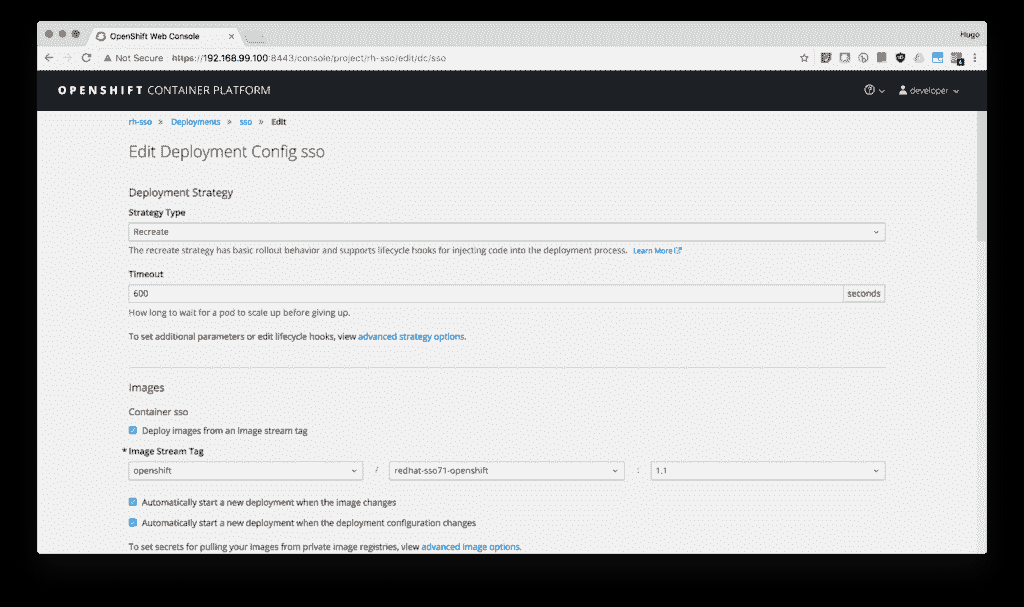 OpenShift Web Console
Hugo
Not Secure https://192.168.99.100:8443/console/project/rh-sso/edit/dc/sso
OPENSHIFT CONTAINER PLATFORM
developer
rh-sso » Deployments » sso » Edit
Edit Deployment Config sso
Deployment Strategy
Strategy Type
Recreate
The recreate strategy has basic rollout behavior and supports lifecycle hooks for injecting code into the deployment process. Learn More
Timeout
600 seconds
How long to wait for a pod to scale up before giving up.
To set additional parameters or edit lifecycle hooks, view advanced strategy options.
Images
Container sso
Deploy images from an image stream tag
* Image Stream Tag
openshift / redhat-sso71-openshift : 1.1
Automatically start a new deployment when the image changes
Automatically start a new deployment when the deployment configuration changes
To set secrets for pulling your images from private image registries, view advanced image options.